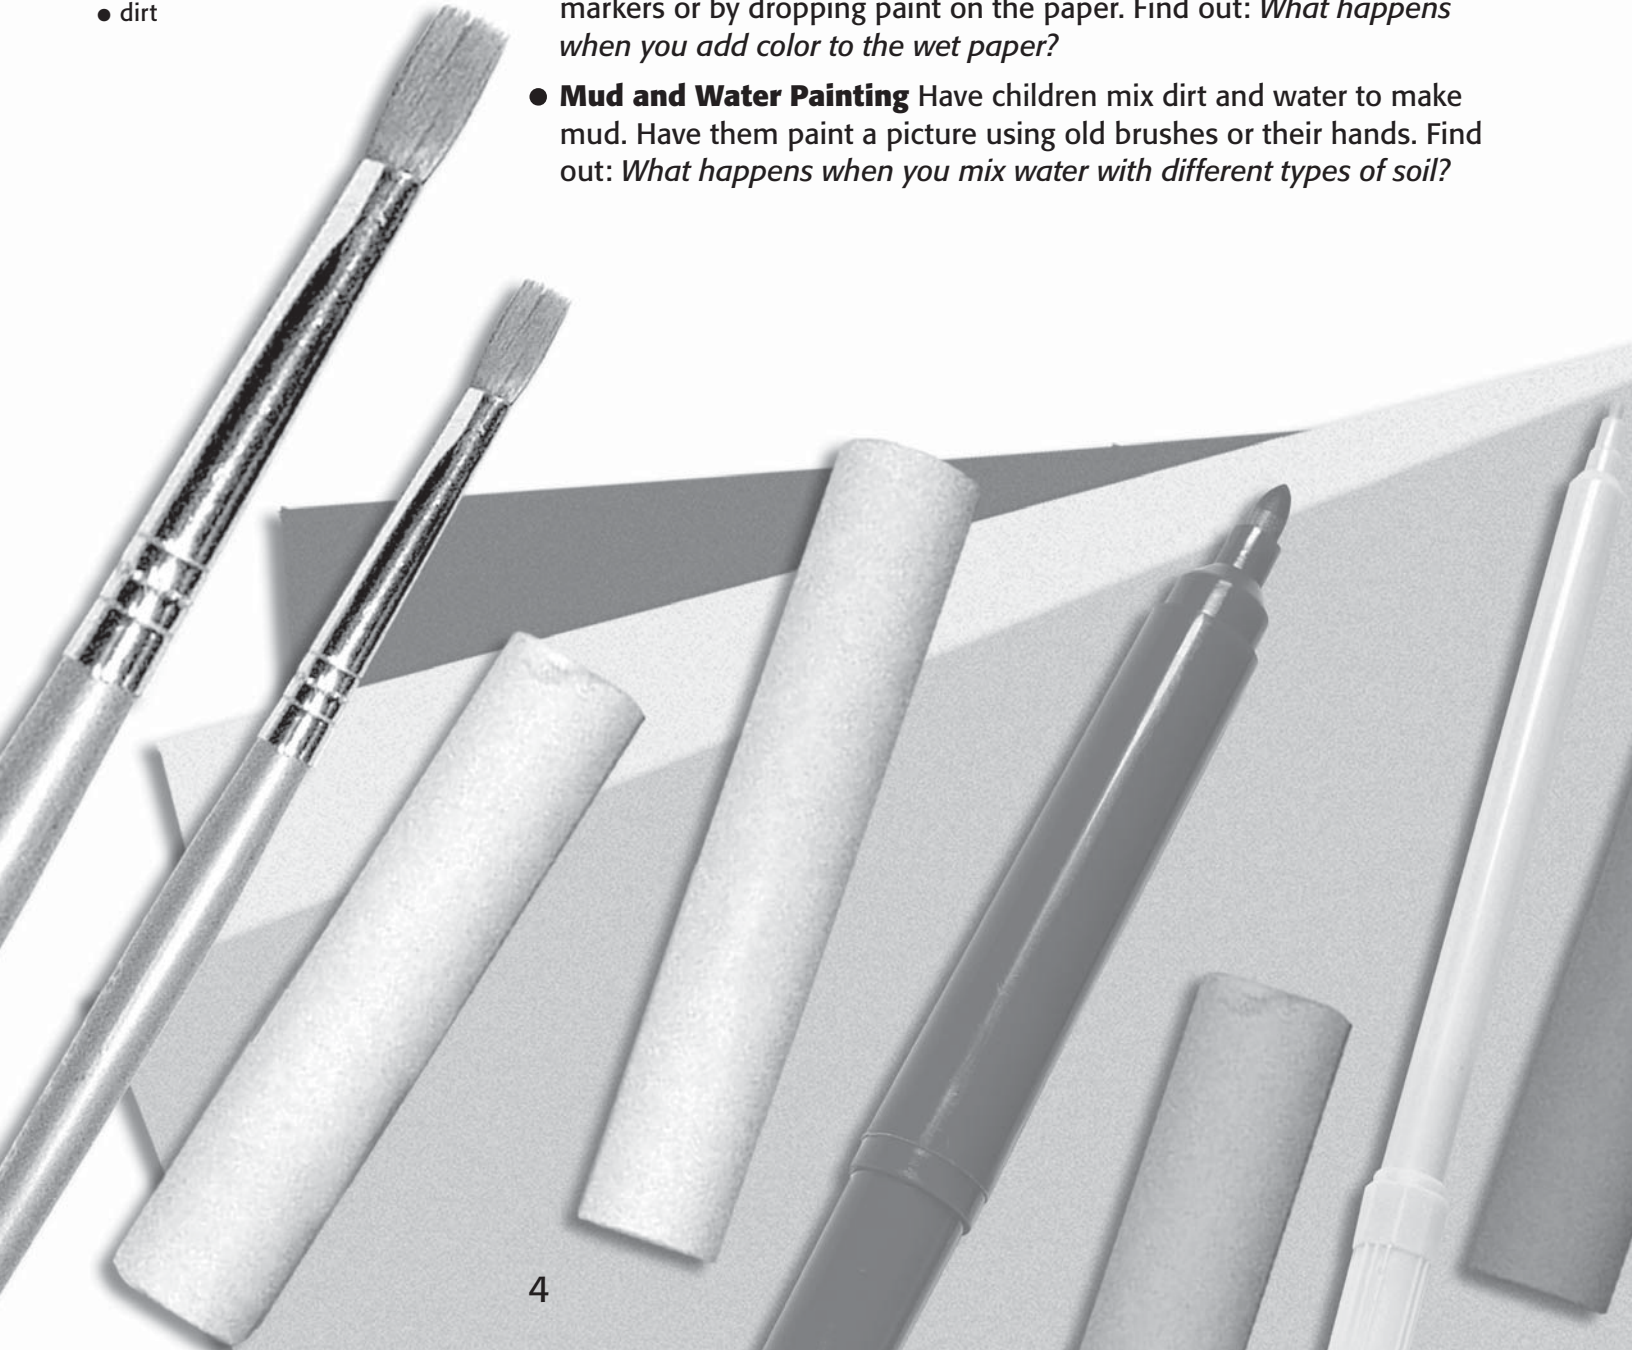 ● dirt
markers or by dropping paint on the paper. Find out: What happens
when you add color to the wet paper?
● Mud and Water Painting Have children mix dirt and water to make
mud. Have them paint a picture using old brushes or their hands. Find
out: What happens when you mix water with different types of soil?
4